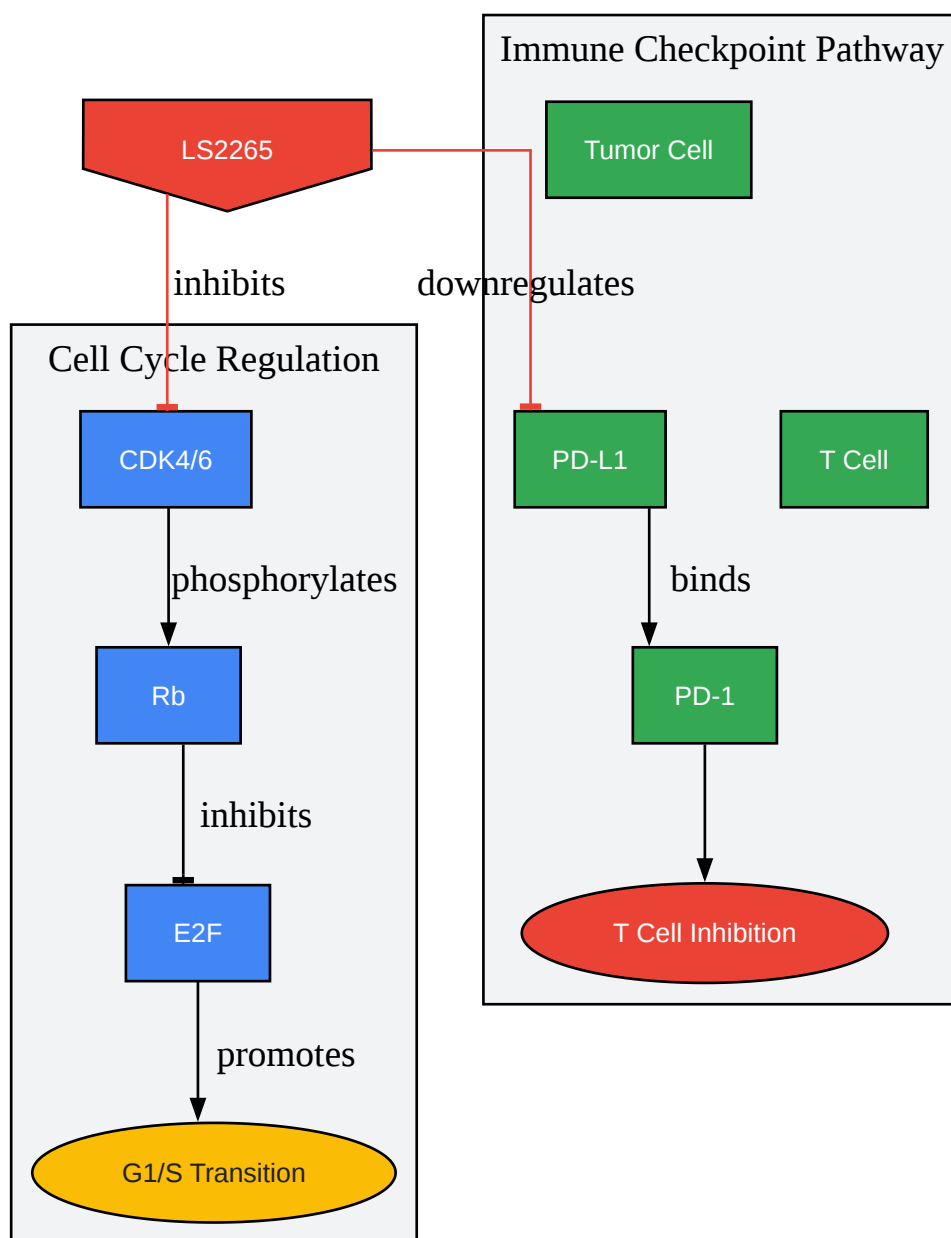 Immune Checkpoint Pathway
LS2265
Tumor Cell
inhibits
downregulates
Cell Cycle Regulation
CDK4/6
PD-L1
T Cell
phosphorylates
binds
Rb
PD-1
inhibits
E2F
T Cell Inhibition
promotes
G1/S Transition